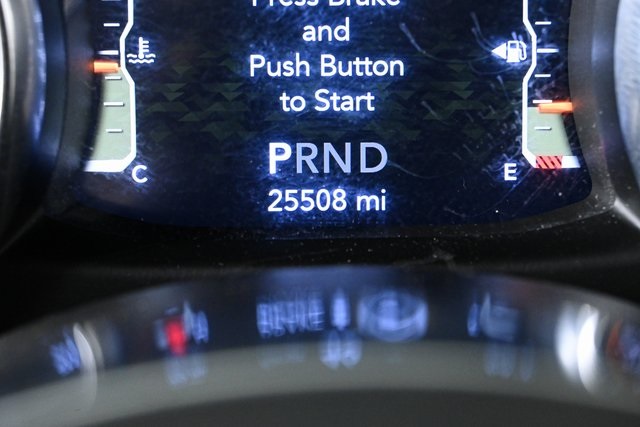 Press Brake
and
Push Button
to Start
PRND
C
E
25508 mi